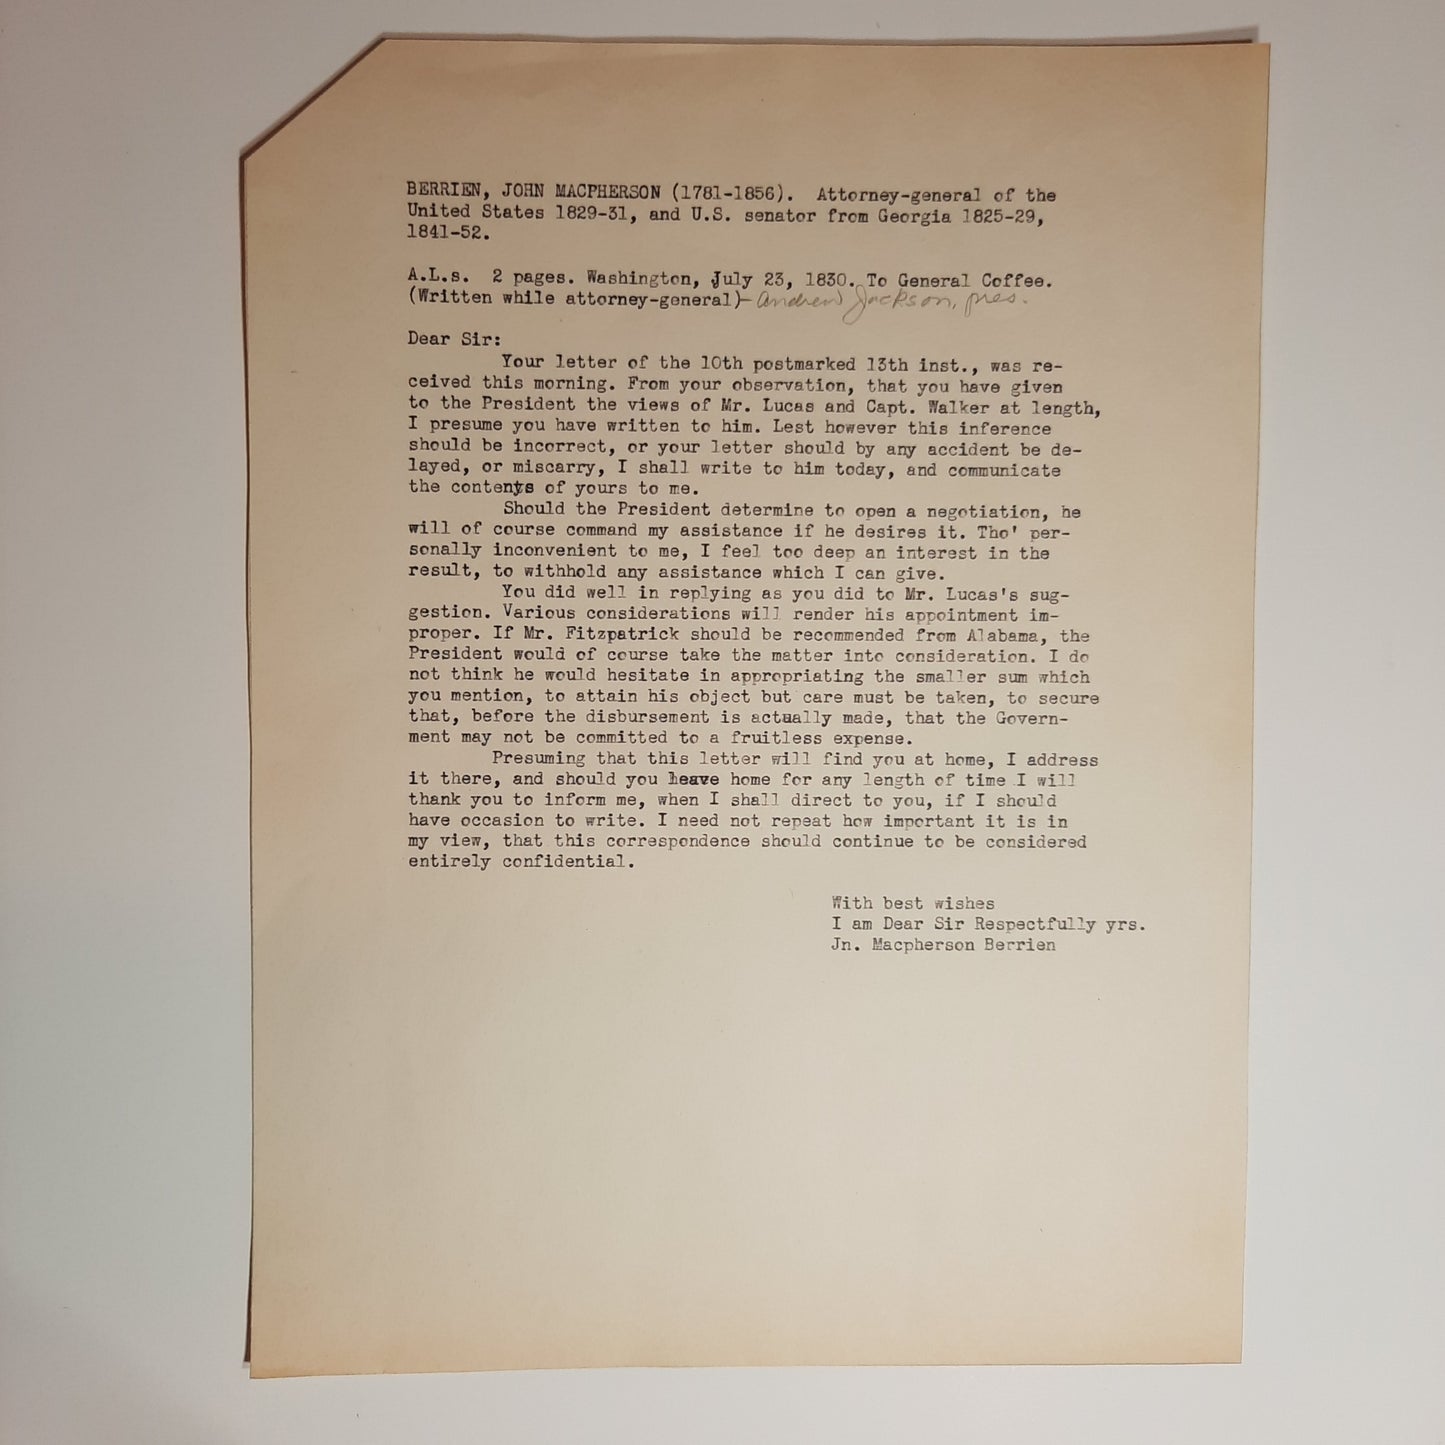 BERRIEN, JOHN MACPHERSON (1781-1856).  Attorney-general of the
United States 1829-31, and U.S. senator from Georgia 1825-29,
1841-52.
A.L.s.  2 pages. Washington, July 23, 1830. To General Coffee.
(Written while attorney-general)- Andrew Jackson, pres.
Dear Sir:
Your letter of the 10th postmarked 13th inst., was re-
ceived this morning. From your observation, that you have given
to the President the views of Mr. Lucas and Capt. Walker at length,
I presume you have written to him. Lest however this inference
should be incorrect, or your letter should by any accident be de-
layed, or miscarry, I shall write to him today, and communicate
the contents of yours to me.
Should the President determine to open a negotiation, he
will of course command my assistance if he desires it. Tho' per-
sonally inconvenient to me, I feel too deep an interest in the
result, to withhold any assistance which I can give.
You did well in replying as you did to Mr. Lucas's sug-
gestion. Various considerations will render his appointment im-
proper. If Mr. Fitzpatrick should be recommended from Alabama, the
President would of course take the matter into consideration. I do
not think he would hesitate in appropriating the smaller sum which
you mention, to attain his object but care must be taken, to secure
that, before the disbursement is actually made, that the Govern-
ment may not be committed to a fruitless expense.
Presuming that this letter will find you at home, I address
it there, and should you leave home for any length of time I will
thank you to inform me, when I shall direct to you, if I should
have occasion to write. I need not repeat how important it is in
my view, that this correspondence should continue to be considered
entirely confidential.
With best wishes
I am Dear Sir Respectfully yrs.
Jn. Macpherson Berrien